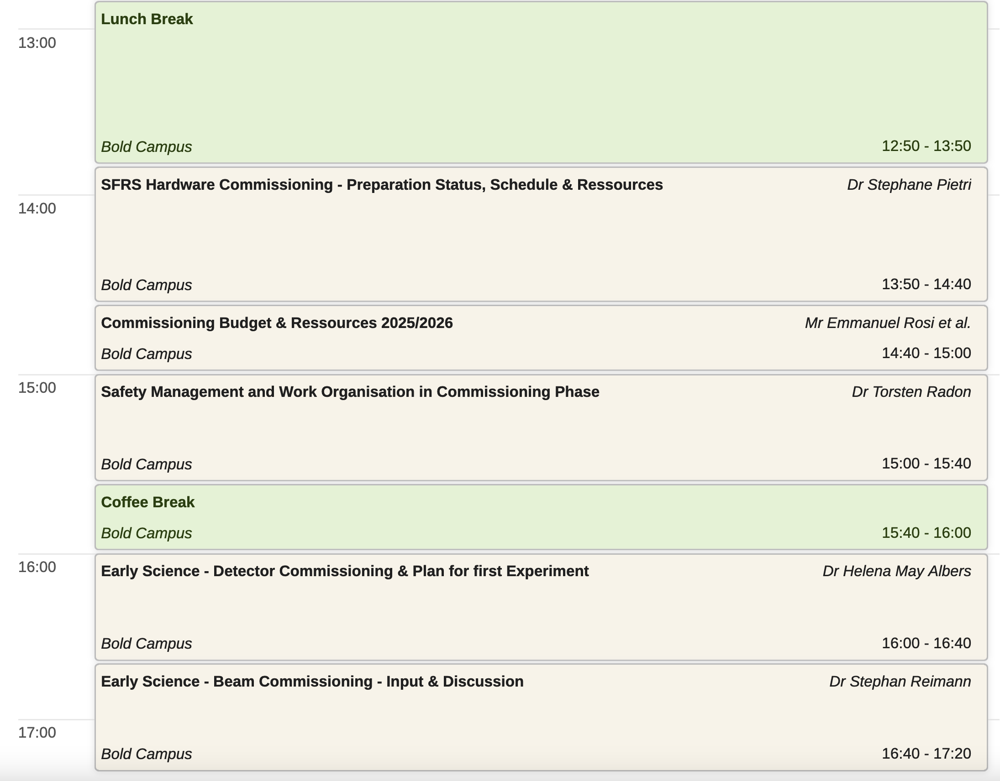 Lunch Break
13:00
Bold Campus 12:50 - 13:50
SFRS Hardware Commissioning - Preparation Status, Schedule & Ressources Dr Stephane Pietri
14:00
Bold Campus 13:50 - 14:40
Commissioning Budget & Ressources 2025/2026 Mr Emmanuel Rosi et al.
Bold Campus 14:40 - 15:00
15:00 Safety Management and Work Organisation in Commissioning Phase Dr Torsten Radon
Bold Campus 15:00 - 15:40
Coffee Break
Bold Campus 15:40 - 16:00
16:00 Early Science - Detector Commissioning & Plan for first Experiment Dr Helena May Albers
Bold Campus 16:00 - 16:40
Early Science - Beam Commissioning - Input & Discussion Dr Stephan Reimann
17:00
Bold Campus 16:40 - 17:20